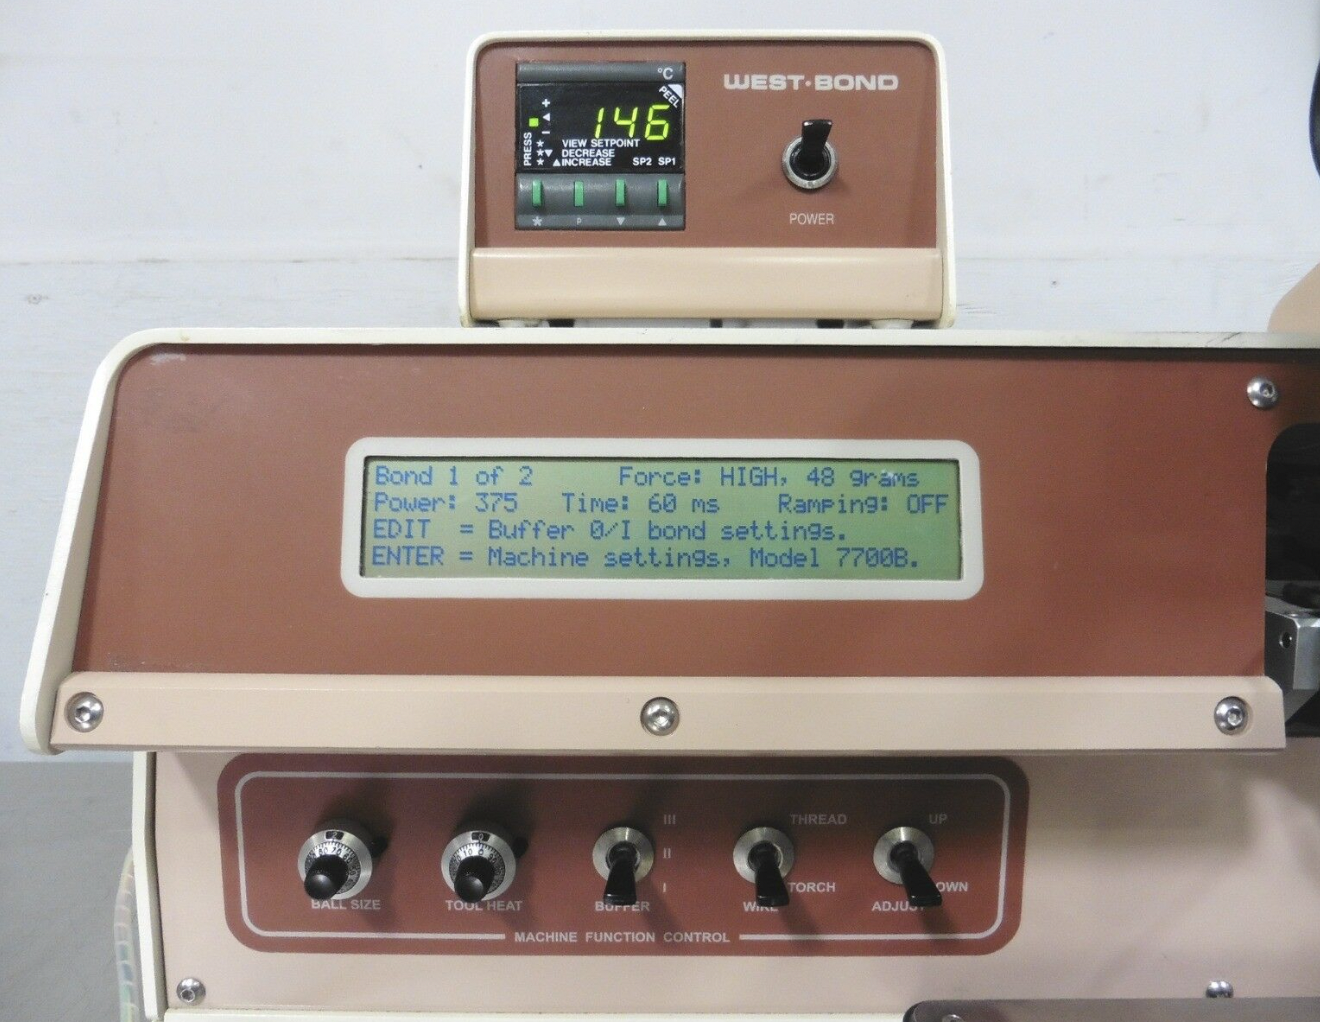 °C
PEEL
146
PRESS
+
◀
−
* VIEW SETPOINT
*▼ DECREASE
* ▲INCREASE SP2 SP1
* P ▼ ▲
WEST·BOND
POWER
Bond 1 of 2 Force: HIGH, 48 grams
Power: 375 Time: 60 ms Ramping: OFF
EDIT = Buffer 0/I bond settings.
ENTER = Machine settings, Model 7700B.
III
II
I
THREAD
TORCH
UP
BALL SIZE
TOOL HEAT
BUFFER
WIRE
ADJUST
MACHINE FUNCTION CONTROL